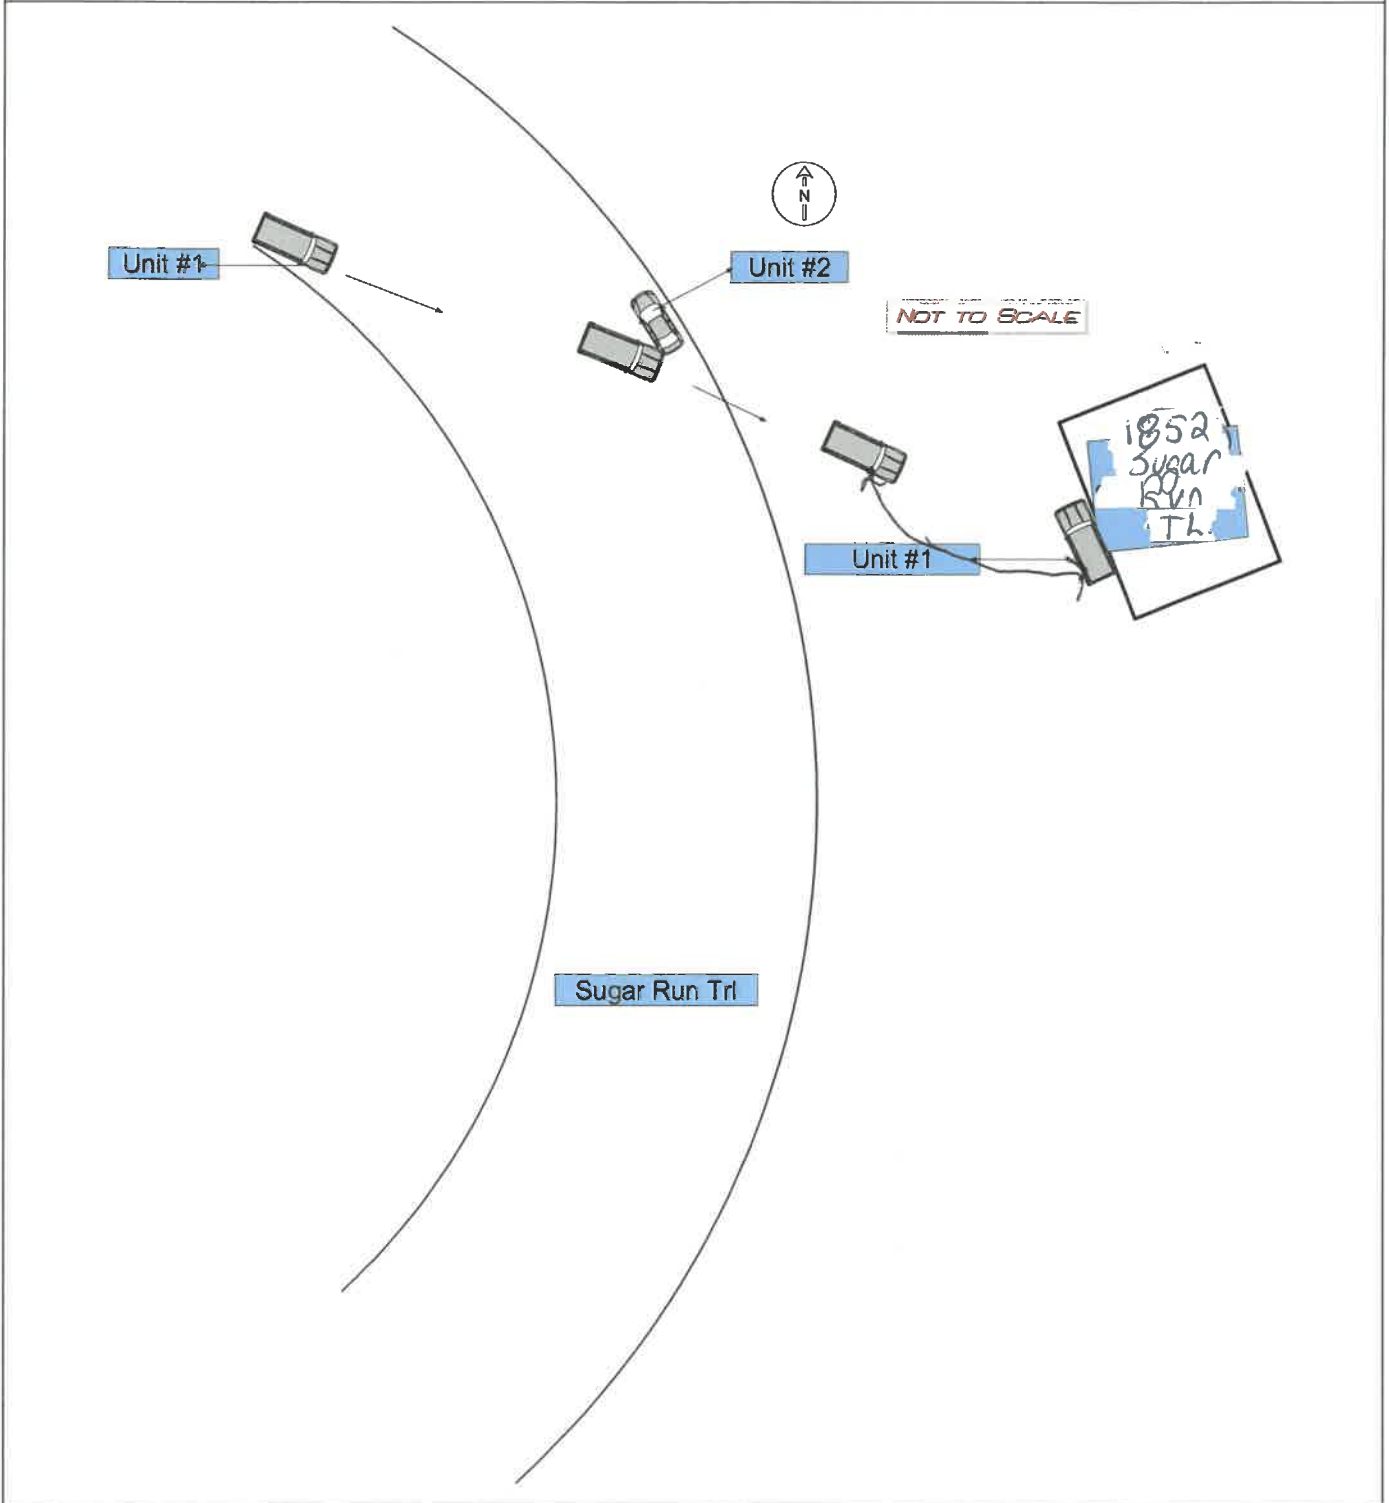 N
Unit #1
Unit #2
NOT TO SCALE
1852
Sugar
Run
TL
Unit #1
Sugar Run Trl